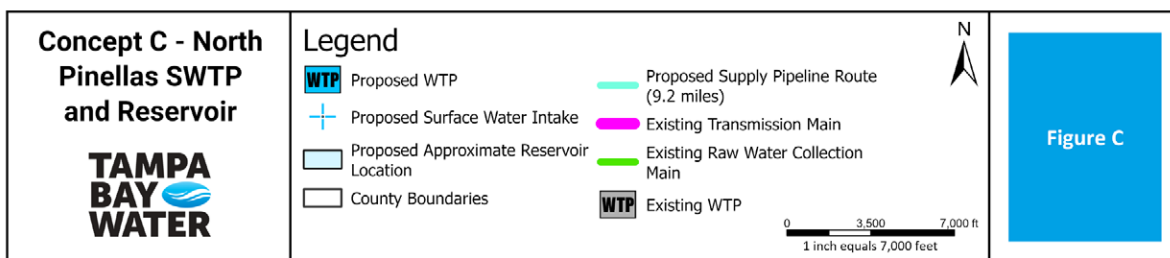 Concept C - North
Pinellas SWTP
and Reservoir
TAMPA
BAY
WATER
Legend
WTP Proposed WTP
Proposed Surface Water Intake
Proposed Approximate Reservoir
Location
County Boundaries
Proposed Supply Pipeline Route
(9.2 miles)
Existing Transmission Main
Existing Raw Water Collection
Main
WTP Existing WTP
N
0 3,500 7,000 ft
1 inch equals 7,000 feet
Figure C